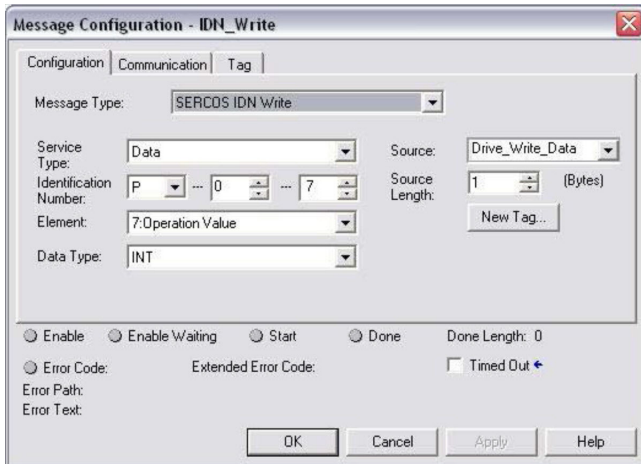 Message Configuration - IDN_Write
Configuration Communication Tag
Message Type: SERCOS IDN Write
Service Type: Data Source: Drive_Write_Data
Identification Number: P --- 0 --- 7 Source Length: 1 (Bytes)
Element: 7:Operation Value New Tag...
Data Type: INT
Enable Enable Waiting Start Done Done Length: 0
Error Code: Extended Error Code: Timed Out
Error Path:
Error Text:
OK Cancel Apply Help